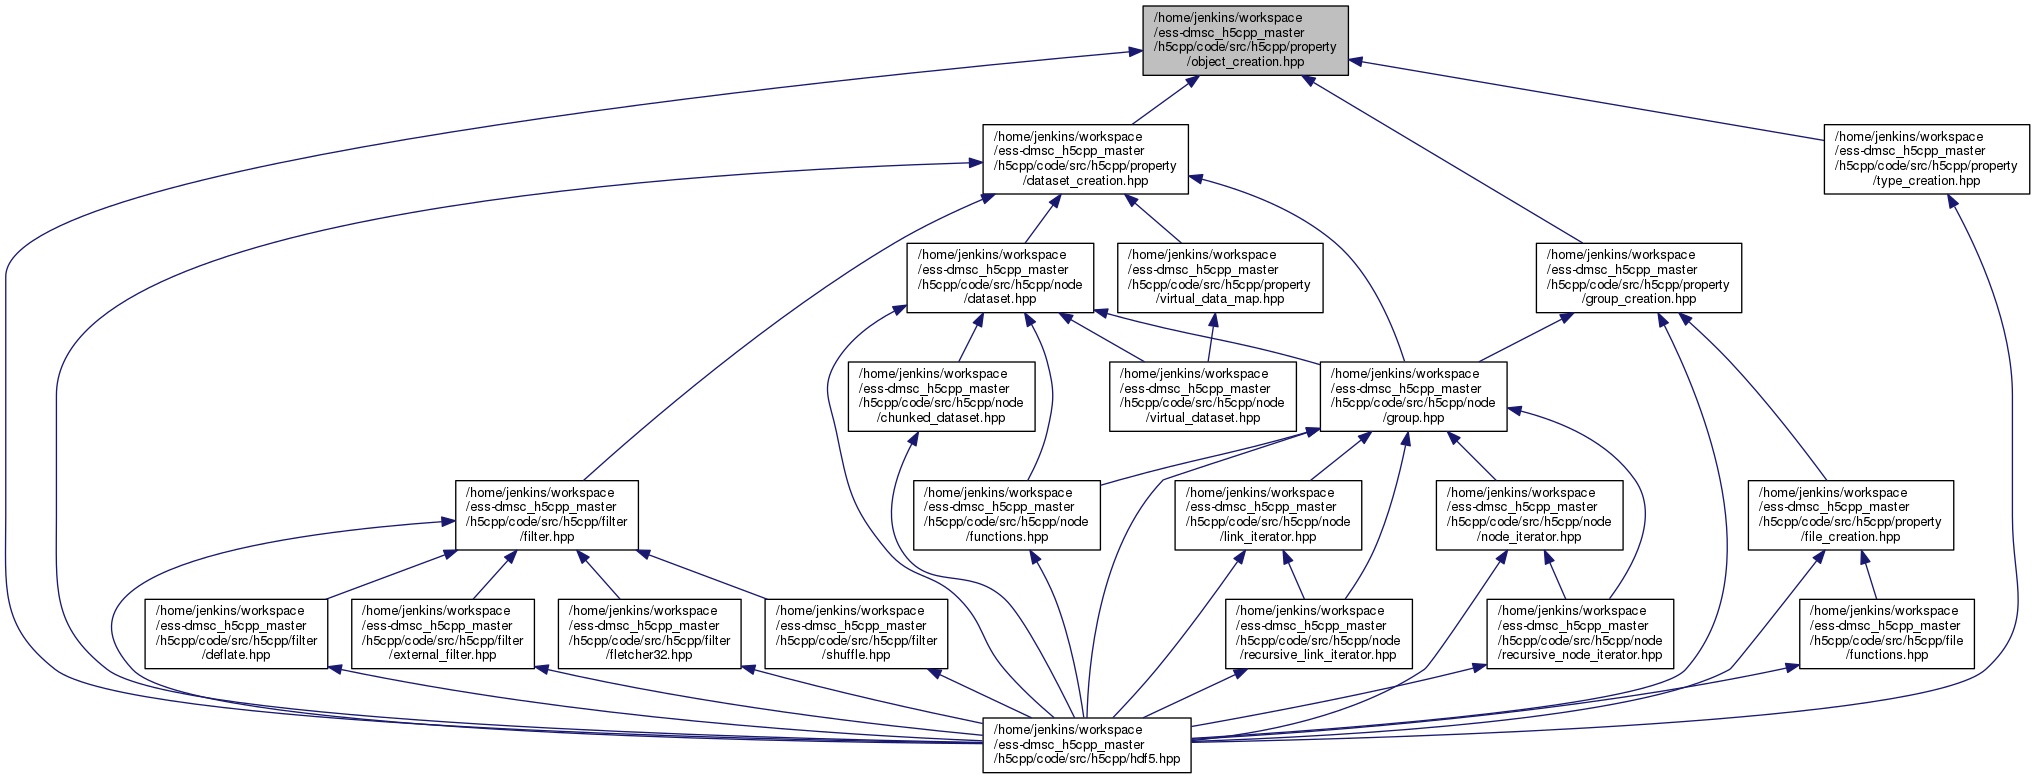 /home/jenkins/workspace
/ess-dmsc_h5cpp_master
/h5cpp/code/src/h5cpp/property
/object_creation.hpp
/home/jenkins/workspace
/ess-dmsc_h5cpp_master
/h5cpp/code/src/h5cpp/property
/dataset_creation.hpp
/home/jenkins/workspace
/ess-dmsc_h5cpp_master
/h5cpp/code/src/h5cpp/property
/type_creation.hpp
/home/jenkins/workspace
/ess-dmsc_h5cpp_master
/h5cpp/code/src/h5cpp/node
/dataset.hpp
/home/jenkins/workspace
/ess-dmsc_h5cpp_master
/h5cpp/code/src/h5cpp/property
/virtual_data_map.hpp
/home/jenkins/workspace
/ess-dmsc_h5cpp_master
/h5cpp/code/src/h5cpp/property
/group_creation.hpp
/home/jenkins/workspace
/ess-dmsc_h5cpp_master
/h5cpp/code/src/h5cpp/node
/chunked_dataset.hpp
/home/jenkins/workspace
/ess-dmsc_h5cpp_master
/h5cpp/code/src/h5cpp/node
/virtual_dataset.hpp
/home/jenkins/workspace
/ess-dmsc_h5cpp_master
/h5cpp/code/src/h5cpp/node
/group.hpp
/home/jenkins/workspace
/ess-dmsc_h5cpp_master
/h5cpp/code/src/h5cpp/filter
/filter.hpp
/home/jenkins/workspace
/ess-dmsc_h5cpp_master
/h5cpp/code/src/h5cpp/node
/functions.hpp
/home/jenkins/workspace
/ess-dmsc_h5cpp_master
/h5cpp/code/src/h5cpp/node
/link_iterator.hpp
/home/jenkins/workspace
/ess-dmsc_h5cpp_master
/h5cpp/code/src/h5cpp/node
/node_iterator.hpp
/home/jenkins/workspace
/ess-dmsc_h5cpp_master
/h5cpp/code/src/h5cpp/property
/file_creation.hpp
/home/jenkins/workspace
/ess-dmsc_h5cpp_master
/h5cpp/code/src/h5cpp/filter
/deflate.hpp
/home/jenkins/workspace
/ess-dmsc_h5cpp_master
/h5cpp/code/src/h5cpp/filter
/external_filter.hpp
/home/jenkins/workspace
/ess-dmsc_h5cpp_master
/h5cpp/code/src/h5cpp/filter
/fletcher32.hpp
/home/jenkins/workspace
/ess-dmsc_h5cpp_master
/h5cpp/code/src/h5cpp/filter
/shuffle.hpp
/home/jenkins/workspace
/ess-dmsc_h5cpp_master
/h5cpp/code/src/h5cpp/node
/recursive_link_iterator.hpp
/home/jenkins/workspace
/ess-dmsc_h5cpp_master
/h5cpp/code/src/h5cpp/node
/recursive_node_iterator.hpp
/home/jenkins/workspace
/ess-dmsc_h5cpp_master
/h5cpp/code/src/h5cpp/file
/functions.hpp
/home/jenkins/workspace
/ess-dmsc_h5cpp_master
/h5cpp/code/src/h5cpp/hdf5.hpp